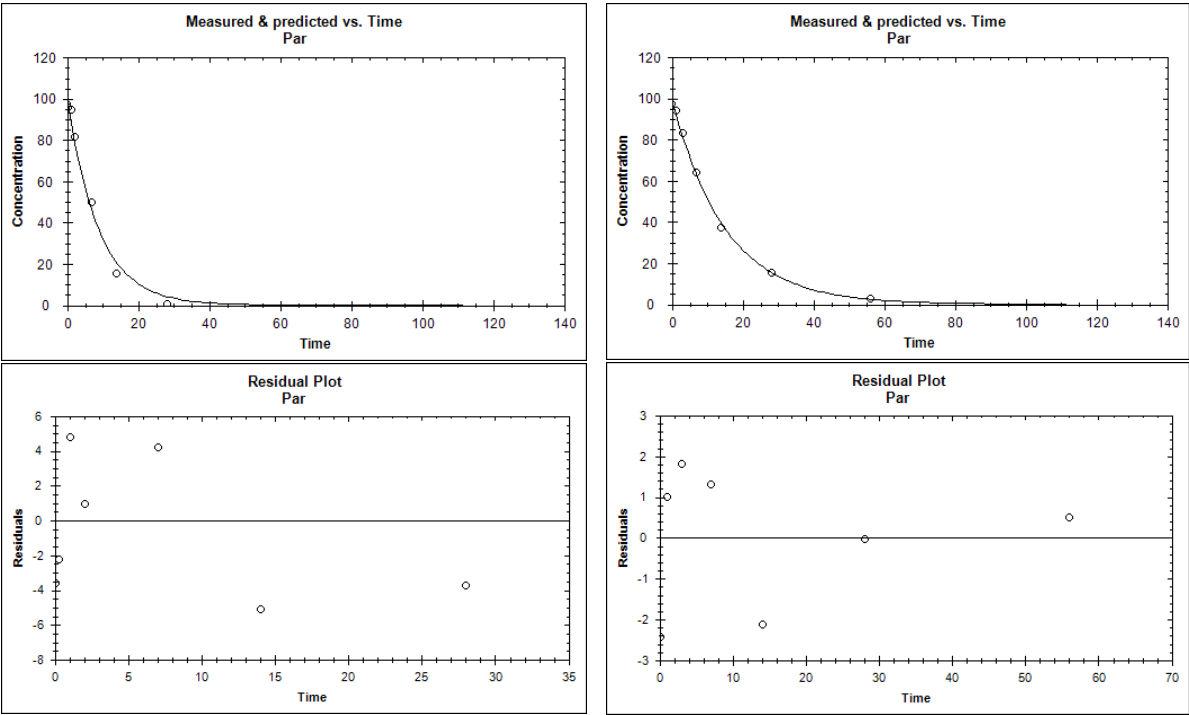 Measured & predicted vs. Time
Par
120
100
80
60
40
20
0
Concentration
0 20 40 60 80 100 120 140
Time
Measured & predicted vs. Time
Par
120
100
80
60
40
20
0
Concentration
0 20 40 60 80 100 120 140
Time
Residual Plot
Par
6
4
2
0
-2
-4
-6
-8
Residuals
0 5 10 15 20 25 30 35
Time
Residual Plot
Par
3
2
1
0
-1
-2
-3
Residuals
0 10 20 30 40 50 60 70
Time